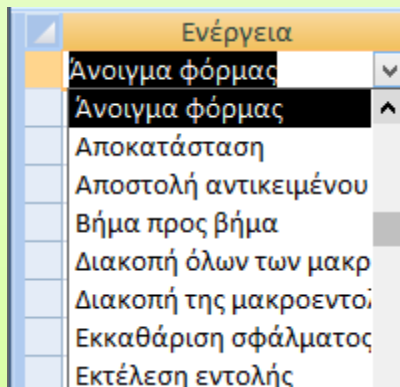 Ενέργεια
Άνοιγμα φόρμας
Άνοιγμα φόρμας
Αποκατάσταση
Αποστολή αντικειμένου
Βήμα προς βήμα
Διακοπή όλων των μακρ
Διακοπή της μακροεντολ
Εκκαθάριση σφάλματος
Εκτέλεση εντολής